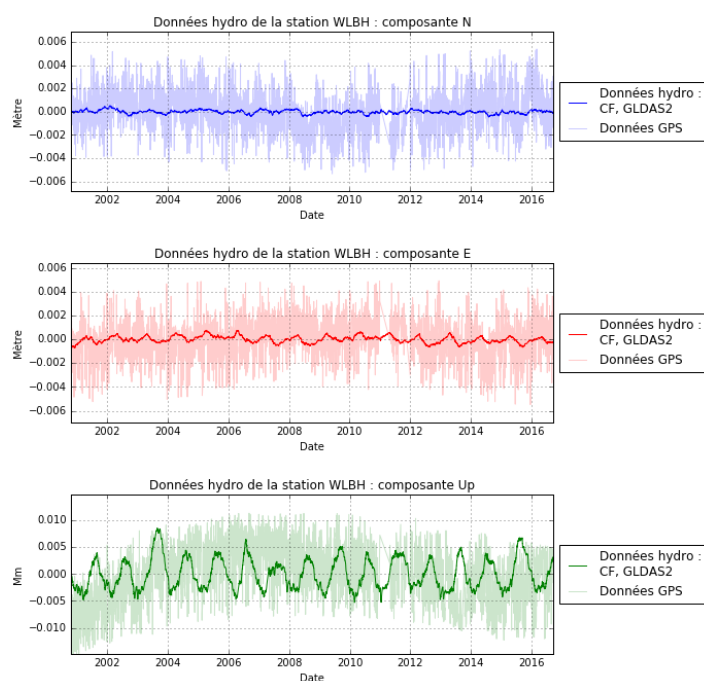 Données hydro de la station WLBH : composante N
0.006
0.004
0.002
0.000
−0.002
−0.004
−0.006
Mètre
2002 2004 2006 2008 2010 2012 2014 2016
Date
Données hydro :
CF, GLDAS2
Données GPS
Données hydro de la station WLBH : composante E
0.006
0.004
0.002
0.000
−0.002
−0.004
−0.006
Mètre
2002 2004 2006 2008 2010 2012 2014 2016
Date
Données hydro :
CF, GLDAS2
Données GPS
Données hydro de la station WLBH : composante Up
0.010
0.005
0.000
−0.005
−0.010
Mm
2002 2004 2006 2008 2010 2012 2014 2016
Date
Données hydro :
CF, GLDAS2
Données GPS